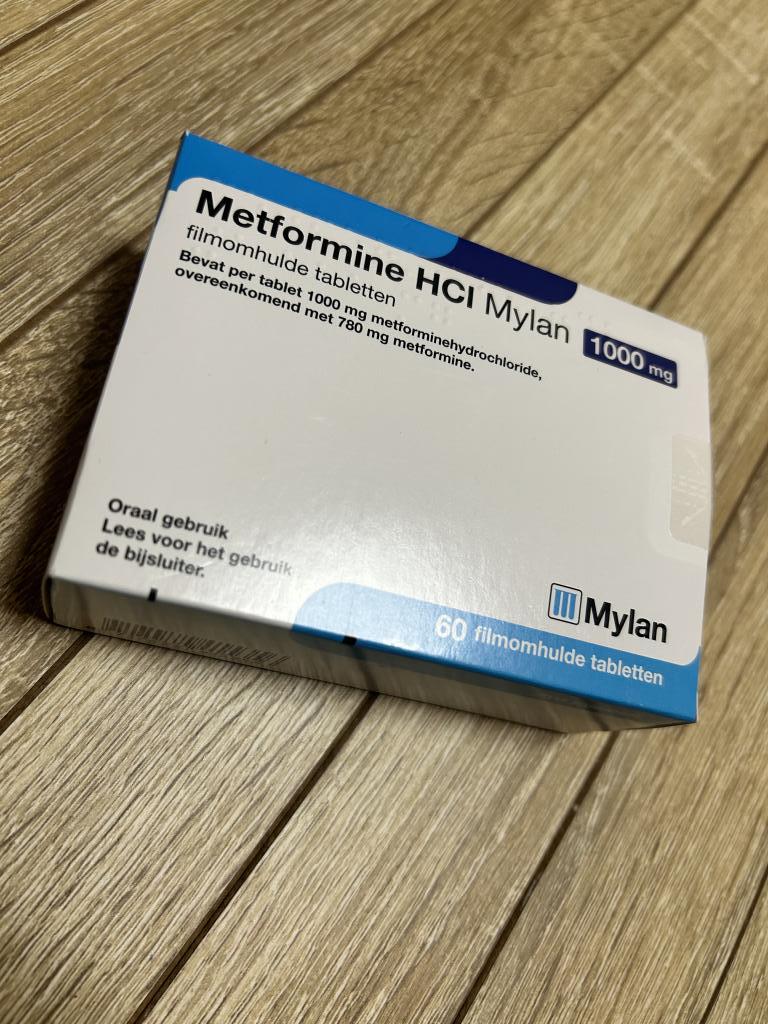 Metformine HCl Mylan 1000 mg
filmomhulde tabletten
Bevat per tablet 1000 mg metforminehydrochloride,
overeenkomend met 780 mg metformine.
Oraal gebruik
Lees voor het gebruik
de bijsluiter.
Mylan
60 filmomhulde tabletten